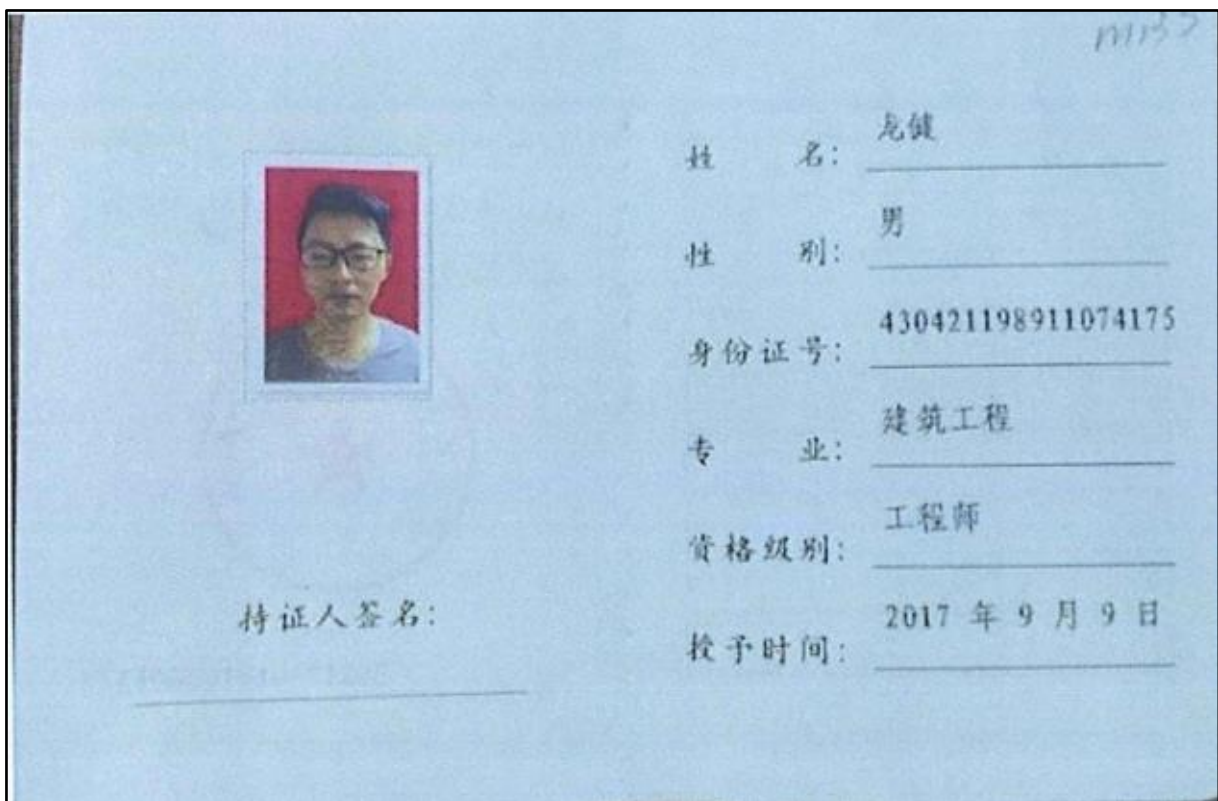 姓 名: 龙健
性 别: 男
身份证号: 430421198911074175
专 业: 建筑工程
资格级别: 工程师
授予时间: 2017 年 9 月 9 日
持证人签名: